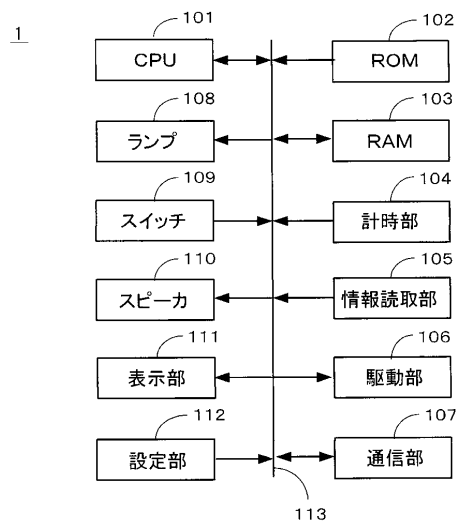 1
101
CPU
102
ROM
108
ランプ
103
RAM
109
スイッチ
104
計時部
110
スピーカ
105
情報読取部
111
表示部
106
駆動部
112
設定部
107
通信部
113